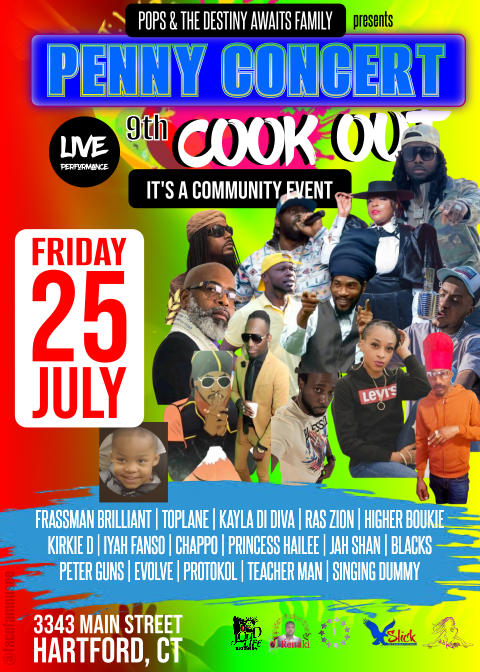 POPS & THE DESTINY AWAITS FAMILY presents
PENNY CONCERT
9th COOK OUT
LIVE
PERFORMANCE
IT'S A COMMUNITY EVENT
FRIDAY
25
JULY
LEVI'S
FRASSMAN BRILLIANT | TOPLANE | KAYLA DI DIVA | RAS ZION | HIGHER BOUKIE
KIRKIE D | IYAH FANSO | CHAPPO | PRINCESS HAILEE | JAH SHAN | BLACKS
PETER GUNS | EVOLVE | PROTOKOL | TEACHER MAN | SINGING DUMMY
3343 MAIN STREET
HARTFORD, CT
Slick